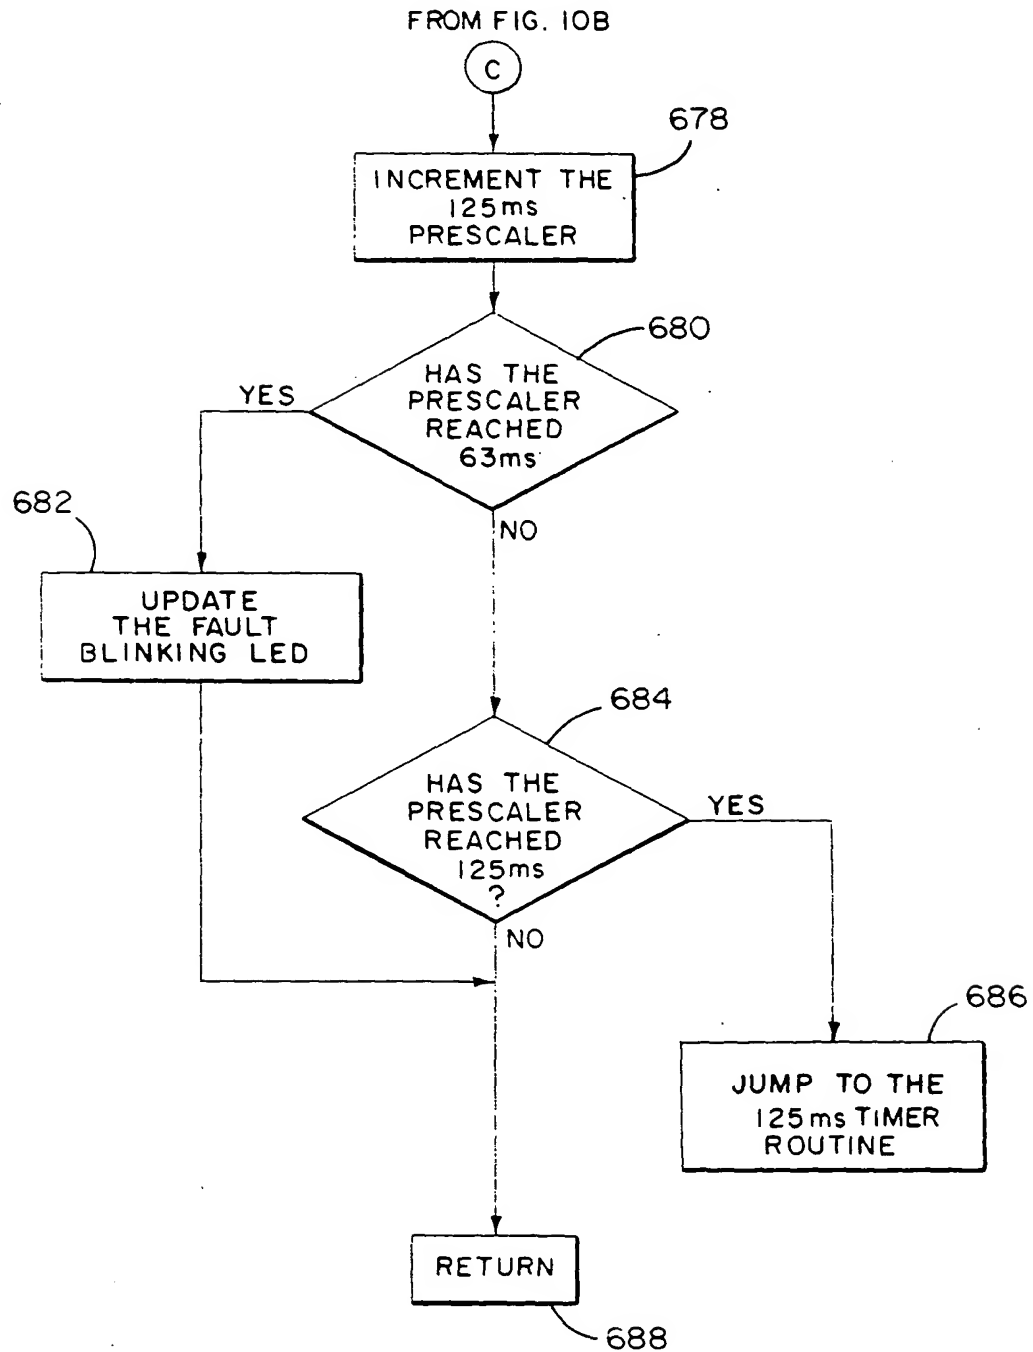 FROM FIG. 10B
C
678
INCREMENT THE
125ms
PRESCALER
680
HAS THE
PRESCALER
REACHED
63ms
YES
NO
682
UPDATE
THE FAULT
BLINKING LED
684
HAS THE
PRESCALER
REACHED
125ms
?
YES
NO
686
JUMP TO THE
125ms TIMER
ROUTINE
RETURN
688